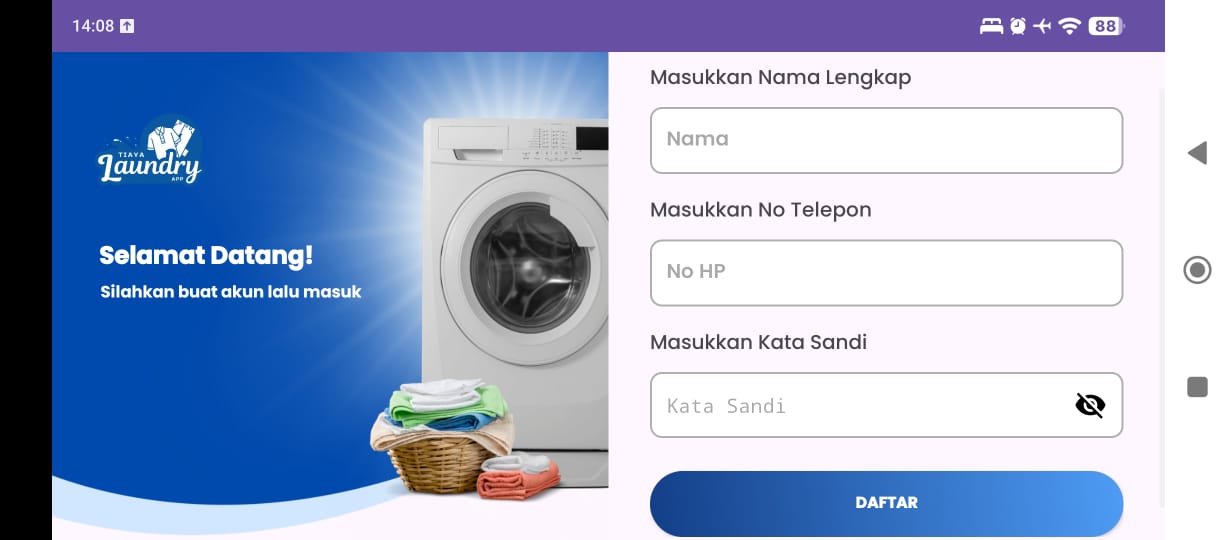 14:08
88
TIAYA
Laundry
APP
Selamat Datang!
Silahkan buat akun lalu masuk
Masukkan Nama Lengkap
Nama
Masukkan No Telepon
No HP
Masukkan Kata Sandi
Kata Sandi
DAFTAR